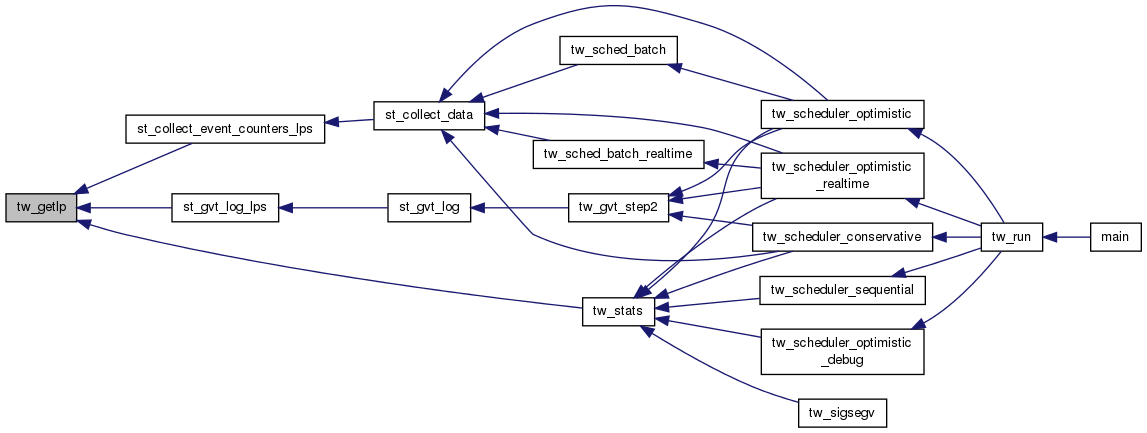 tw_getlp
st_collect_event_counters_lps
st_gvt_log_lps
st_collect_data
st_gvt_log
tw_sched_batch
tw_sched_batch_realtime
tw_gvt_step2
tw_stats
tw_scheduler_optimistic
tw_scheduler_optimistic
_realtime
tw_scheduler_conservative
tw_scheduler_sequential
tw_scheduler_optimistic
_debug
tw_sigsegv
tw_run
main